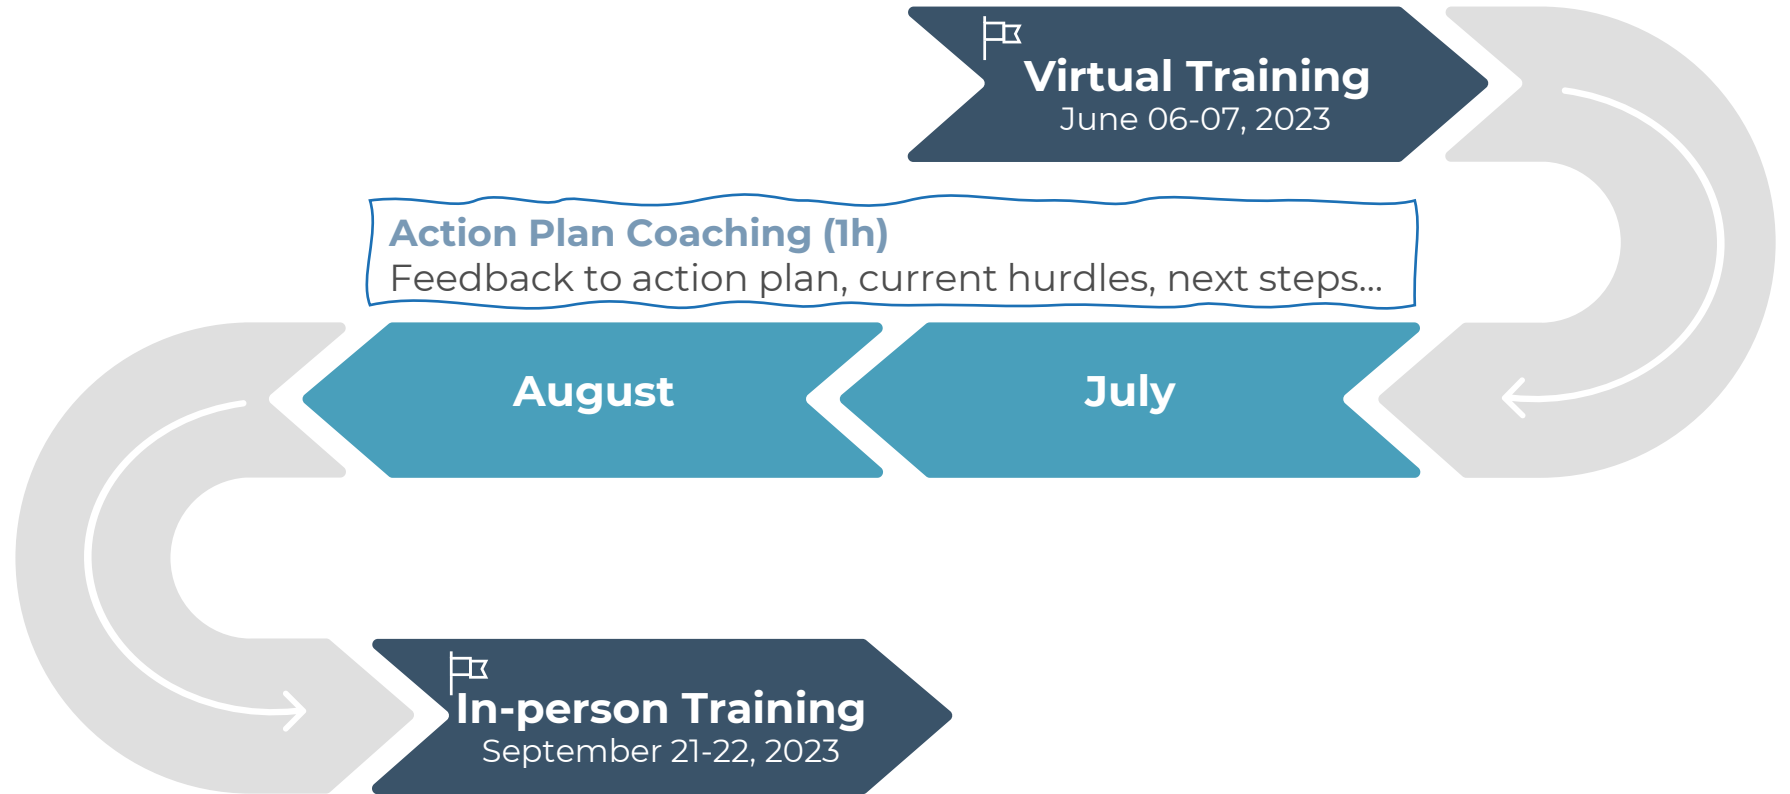 Virtual Training
June 06-07, 2023
Action Plan Coaching (1h)
Feedback to action plan, current hurdles, next steps...
August
July
In-person Training
September 21-22, 2023